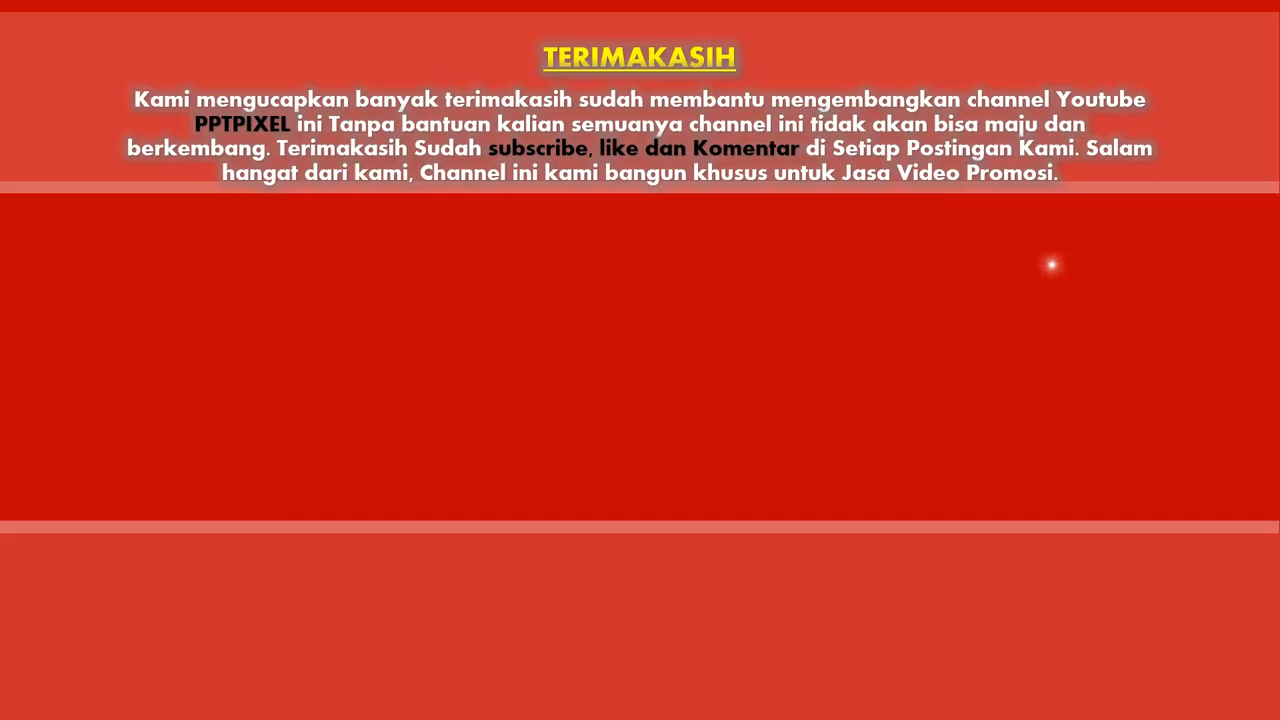 TERIMAKASIH
Kami mengucapkan banyak terimakasih sudah membantu mengembangkan channel Youtube
PPTPIXEL ini Tanpa bantuan kalian semuanya channel ini tidak akan bisa maju dan
berkembang. Terimakasih Sudah subscribe, like dan Komentar di Setiap Postingan Kami. Salam
hangat dari kami, Channel ini kami bangun khusus untuk Jasa Video Promosi.